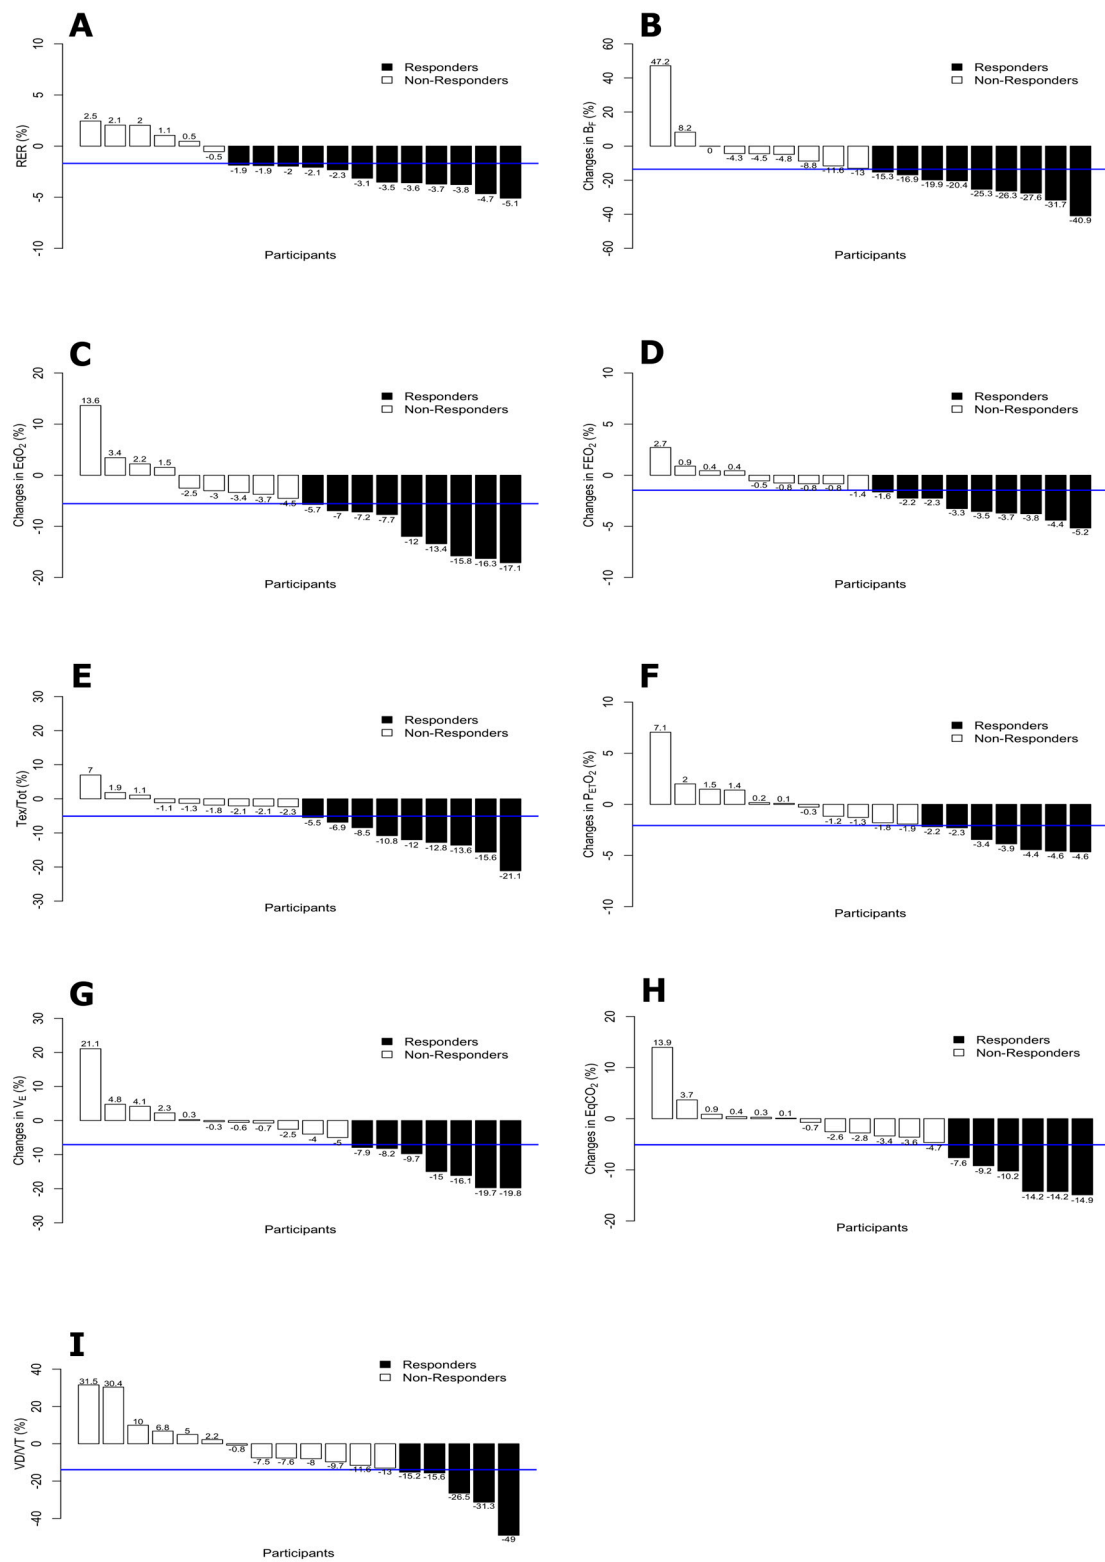 A
10
5
0
-5
-10
RER (%)
Responders
Non-Responders
2.5 2.1 2 1.1 0.5 -0.5 -1.9 -1.9 -2 -2.1 -2.3 -3.1 -3.5 -3.6 -3.7 -3.8 -4.7 -5.1
Participants
B
60
40
20
0
-20
-40
-60
Changes in BF (%)
Responders
Non-Responders
47.2 8.2 0 -4.3 -4.5 -4.8 -8.8 -11.6 -13 -15.3 -16.9 -19.9 -20.4 -25.3 -26.3 -27.6 -31.7 -40.9
Participants
C
20
10
0
-10
-20
Changes in EqO2 (%)
Responders
Non-Responders
13.6 3.4 2.2 1.5 -2.5 -3 -3.4 -3.7 -4.5 -5.7 -7 -7.2 -7.7 -12 -13.4 -15.8 -16.3 -17.1
Participants
D
10
5
0
-5
-10
Changes in FEO2 (%)
Responders
Non-Responders
2.7 0.9 0.4 0.4 -0.5 -0.8 -0.8 -0.8 -1.4 -1.6 -2.2 -2.3 -3.3 -3.5 -3.7 -3.8 -4.4 -5.2
Participants
E
30
20
10
0
-10
-20
-30
Tex/Tot (%)
Responders
Non-Responders
7 1.9 1.1 -1.1 -1.3 -1.8 -2.1 -2.1 -2.3 -5.5 -6.9 -8.5 -10.8 -12 -12.8 -13.6 -15.6 -21.1
Participants
F
10
5
0
-5
-10
Changes in PETO2 (%)
Responders
Non-Responders
7.1 2 1.5 1.4 0.2 0.1 -0.3 -1.2 -1.3 -1.8 -1.9 -2.2 -2.3 -3.4 -3.9 -4.4 -4.6 -4.6
Participants
G
30
20
10
0
-10
-20
-30
Changes in VE (%)
Responders
Non-Responders
21.1 4.8 4.1 2.3 0.3 -0.3 -0.6 -0.7 -2.5 -4 -5 -7.9 -8.2 -9.7 -15 -16.1 -19.7 -19.8
Participants
H
20
10
0
-10
-20
Changes in EqCO2 (%)
Responders
Non-Responders
13.9 3.7 0.9 0.4 0.3 0.1 -0.7 -2.6 -2.8 -3.4 -3.6 -4.7 -7.6 -9.2 -10.2 -14.2 -14.2 -14.9
Participants
I
40
20
0
-20
-40
VD/VT (%)
Responders
Non-Responders
31.5 30.4 10 6.8 5 2.2 -0.8 -7.5 -7.6 -8 -9.7 -11.6 -13 -15.2 -15.6 -26.5 -31.3 -49
Participants